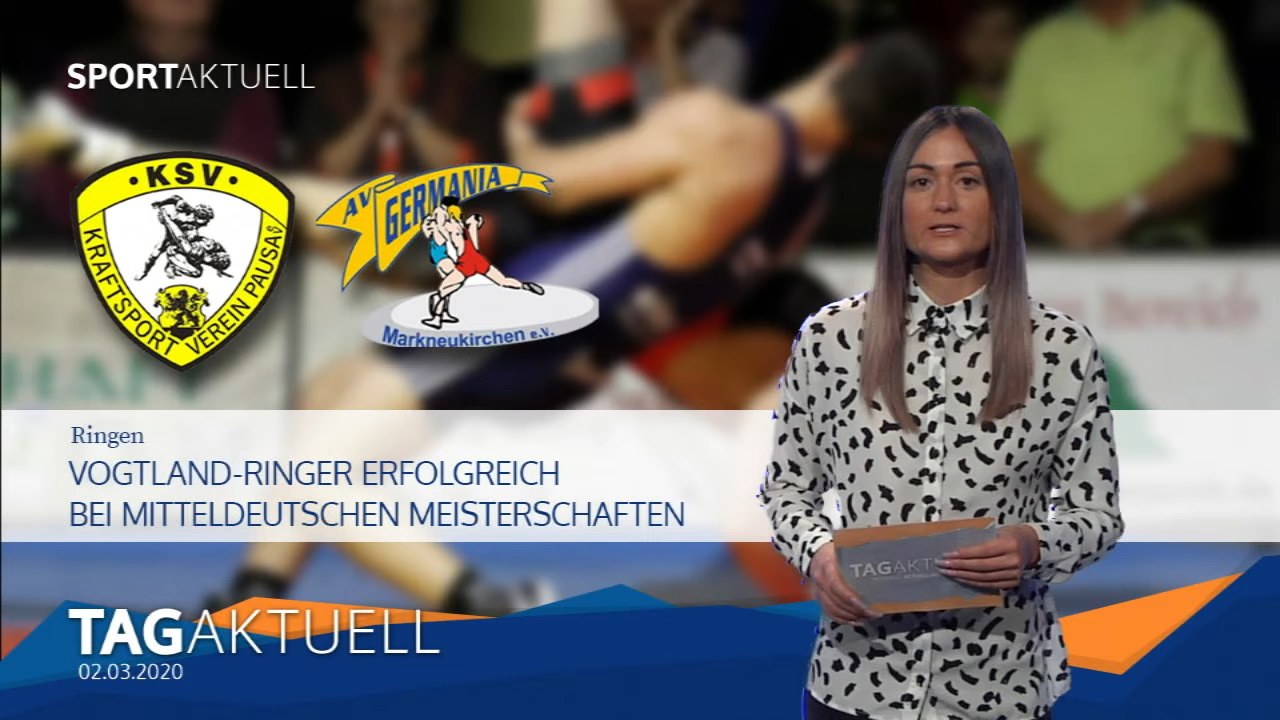 SPORTAKTUELL
·KSV·
KRAFTSPORT VEREIN PAUSA
AV GERMANIA
Markneukirchen e.V.
Ringen
VOGTLAND-RINGER ERFOLGREICH
BEI MITTELDEUTSCHEN MEISTERSCHAFTEN
TAGAKTU
TAGAKTUELL
02.03.2020